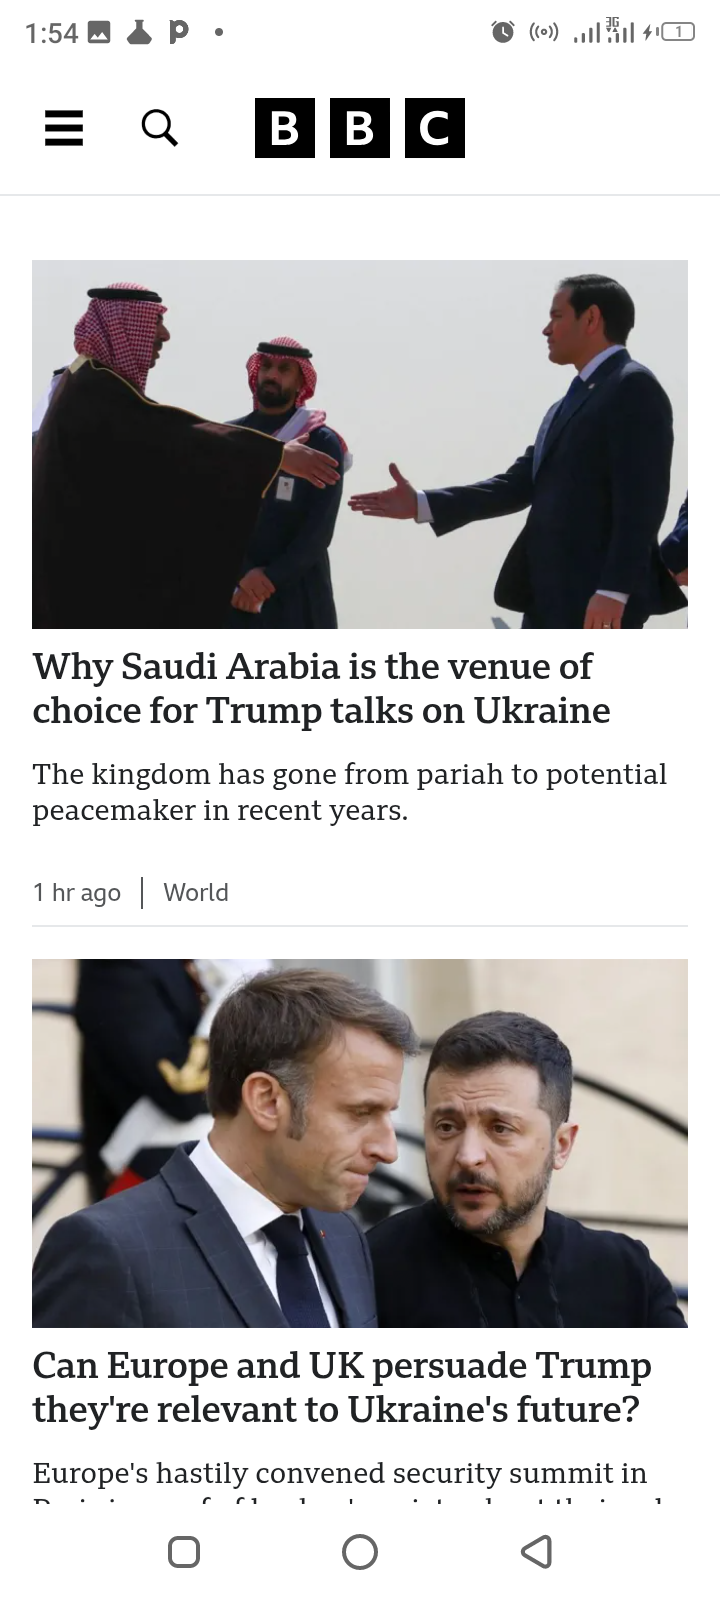 1:54
3G
1
BBC
Why Saudi Arabia is the venue of
choice for Trump talks on Ukraine
The kingdom has gone from pariah to potential
peacemaker in recent years.
1 hr ago | World
Can Europe and UK persuade Trump
they're relevant to Ukraine's future?
Europe's hastily convened security summit in